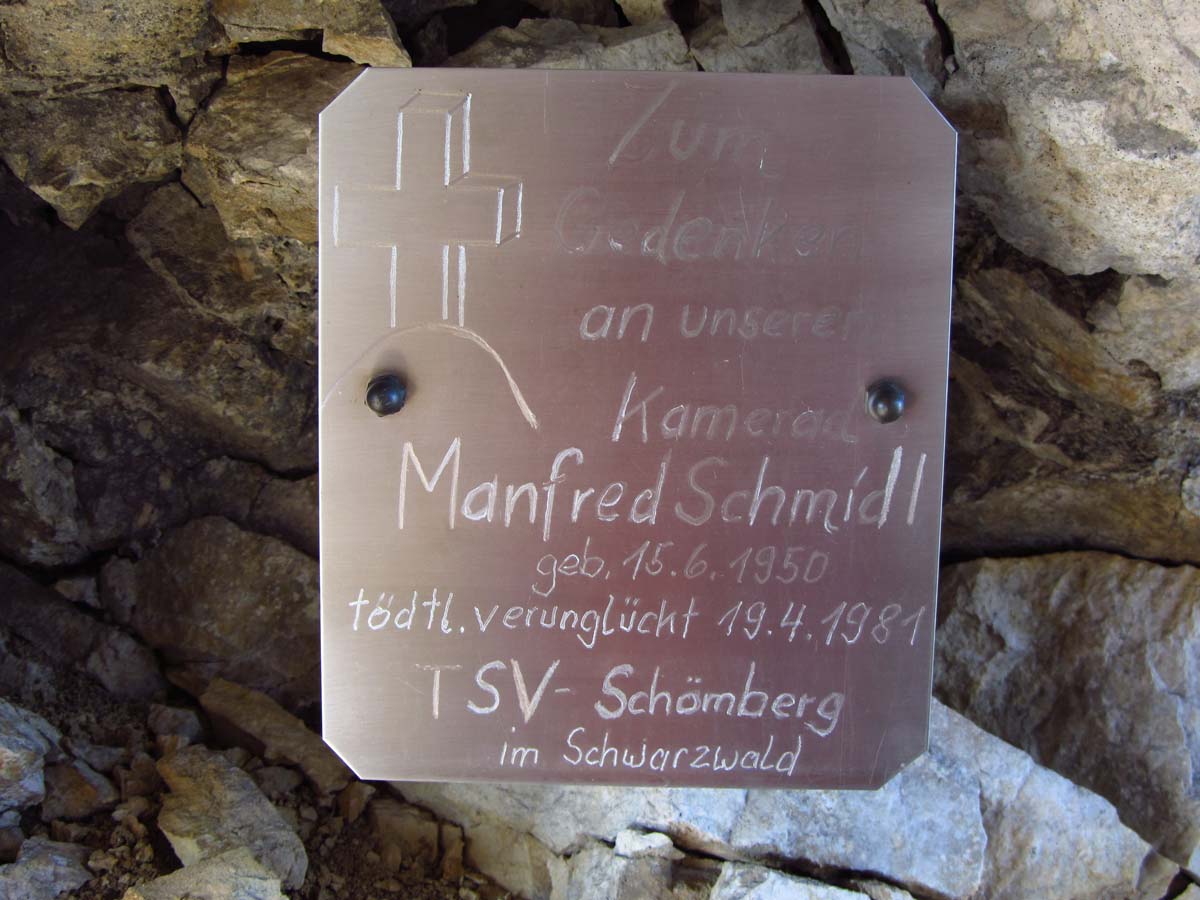 Zum
Gedenken
an unseren
Kamerad
Manfred Schmidl
geb. 15.6.1950
tödtl. verunglückt 19.4.1981
TSV- Schömberg
im Schwarzwald